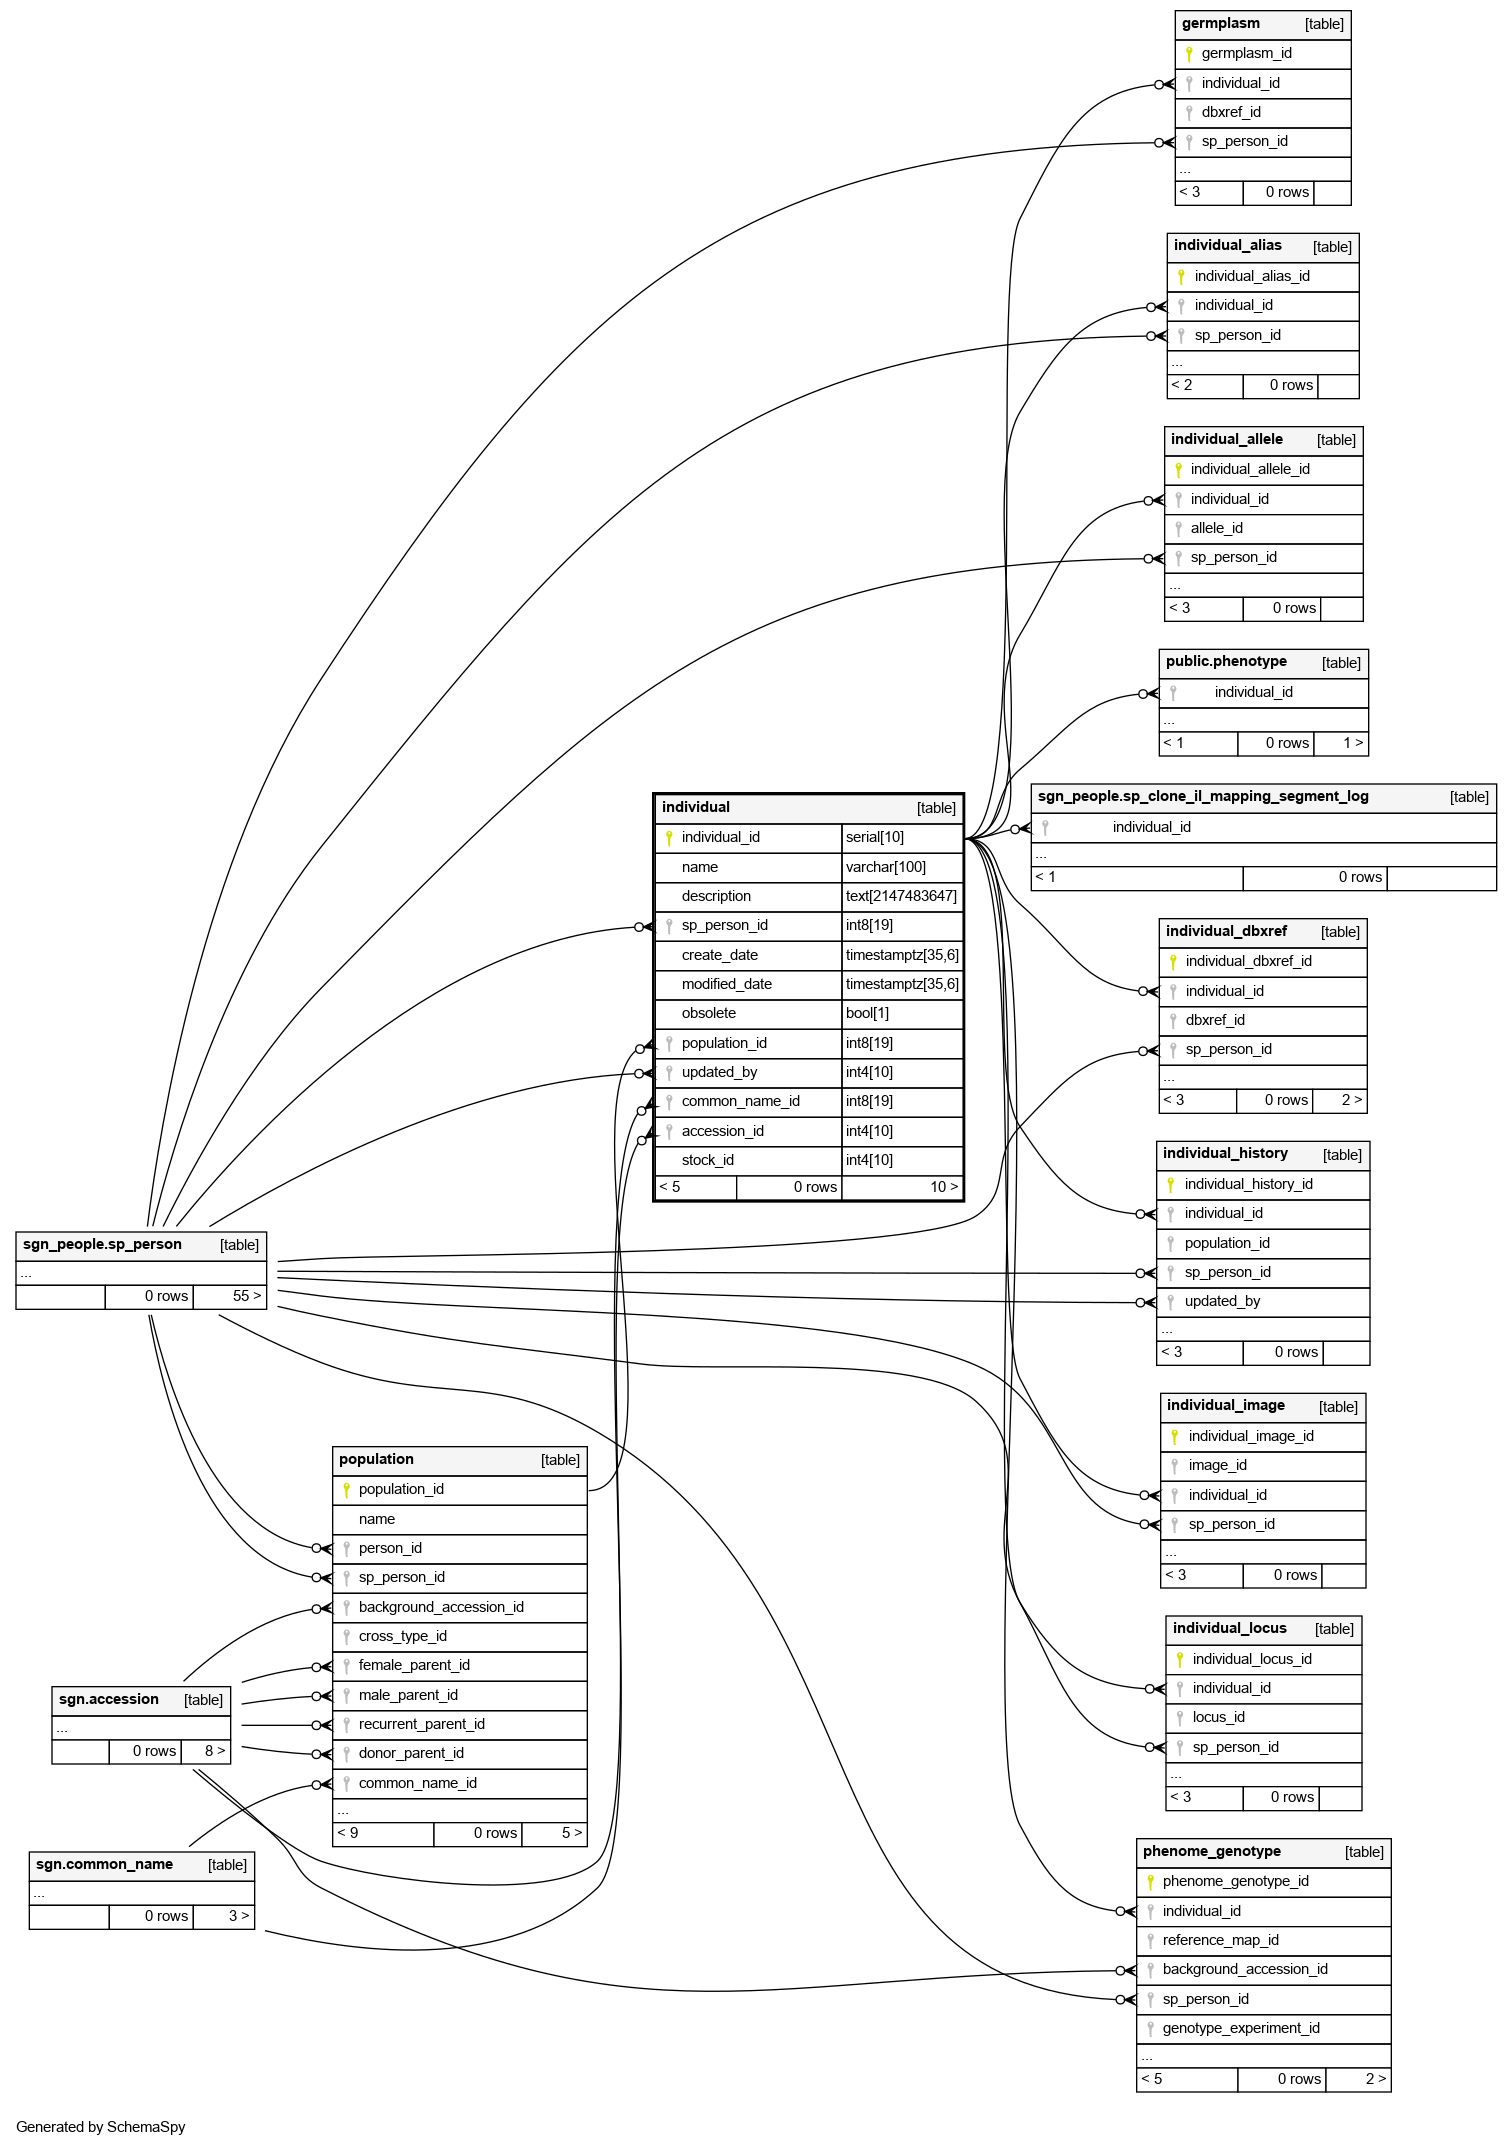 germplasm [table]
germplasm_id
individual_id
dbxref_id
sp_person_id
...
< 3 0 rows
individual_alias [table]
individual_alias_id
individual_id
sp_person_id
...
< 2 0 rows
individual_allele [table]
individual_allele_id
individual_id
allele_id
sp_person_id
...
< 3 0 rows
public.phenotype [table]
individual_id
...
< 1 0 rows 1 >
sgn_people.sp_clone_il_mapping_segment_log [table]
individual_id
...
< 1 0 rows
individual [table]
individual_id serial[10]
name varchar[100]
description text[2147483647]
sp_person_id int8[19]
create_date timestamptz[35,6]
modified_date timestamptz[35,6]
obsolete bool[1]
population_id int8[19]
updated_by int4[10]
common_name_id int8[19]
accession_id int4[10]
stock_id int4[10]
< 5 0 rows 10 >
individual_dbxref [table]
individual_dbxref_id
individual_id
dbxref_id
sp_person_id
...
< 3 0 rows 2 >
individual_history [table]
individual_history_id
individual_id
population_id
sp_person_id
updated_by
...
< 3 0 rows
sgn_people.sp_person [table]
...
0 rows 55 >
individual_image [table]
individual_image_id
image_id
individual_id
sp_person_id
...
< 3 0 rows
population [table]
population_id
name
person_id
sp_person_id
background_accession_id
cross_type_id
female_parent_id
male_parent_id
recurrent_parent_id
donor_parent_id
common_name_id
...
< 9 0 rows 5 >
individual_locus [table]
individual_locus_id
individual_id
locus_id
sp_person_id
...
< 3 0 rows
sgn.accession [table]
...
0 rows 8 >
sgn.common_name [table]
...
0 rows 3 >
phenome_genotype [table]
phenome_genotype_id
individual_id
reference_map_id
background_accession_id
sp_person_id
genotype_experiment_id
...
< 5 0 rows 2 >
Generated by SchemaSpy